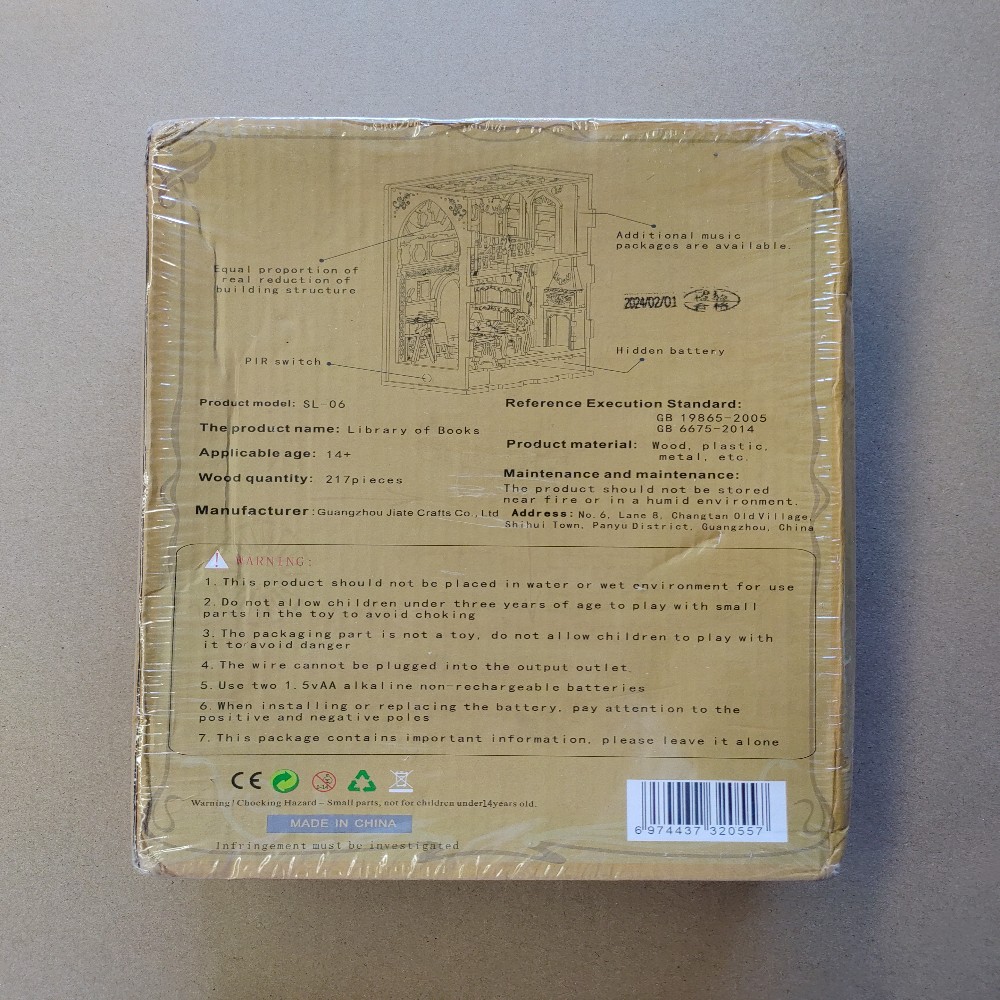 Equal proportion of
real reduction of
building structure
Additional music
packages are available.
2024/02/01
PIR switch
Hidden battery
Product model: SL-06
The product name: Library of Books
Applicable age: 14+
Wood quantity: 217pieces
Manufacturer: Guangzhou Jiate Crafts Co., Ltd
Reference Execution Standard:
GB 19865-2005
GB 6675-2014
Product material: Wood, plastic,
metal, etc.
Maintenance and maintenance:
The product should not be stored
near fire or in a humid environment.
Address: No.6, Lane 8, Changtan Old Village,
Shihui Town, Panyu District, Guangzhou, China
WARNING:
1. This product should not be placed in water or wet environment for use
2. Do not allow children under three years of age to play with small
parts in the toy to avoid choking
3. The packaging part is not a toy, do not allow children to play with
it to avoid danger
4. The wire cannot be plugged into the output outlet.
5. Use two 1.5vAA alkaline non-rechargeable batteries
6. When installing or replacing the battery, pay attention to the
positive and negative poles
7. This package contains important information, please leave it alone
CE
Warning / Chocking Hazard – Small parts, not for children under14years old.
MADE IN CHINA
Infringement must be investigated
6 974437 320557